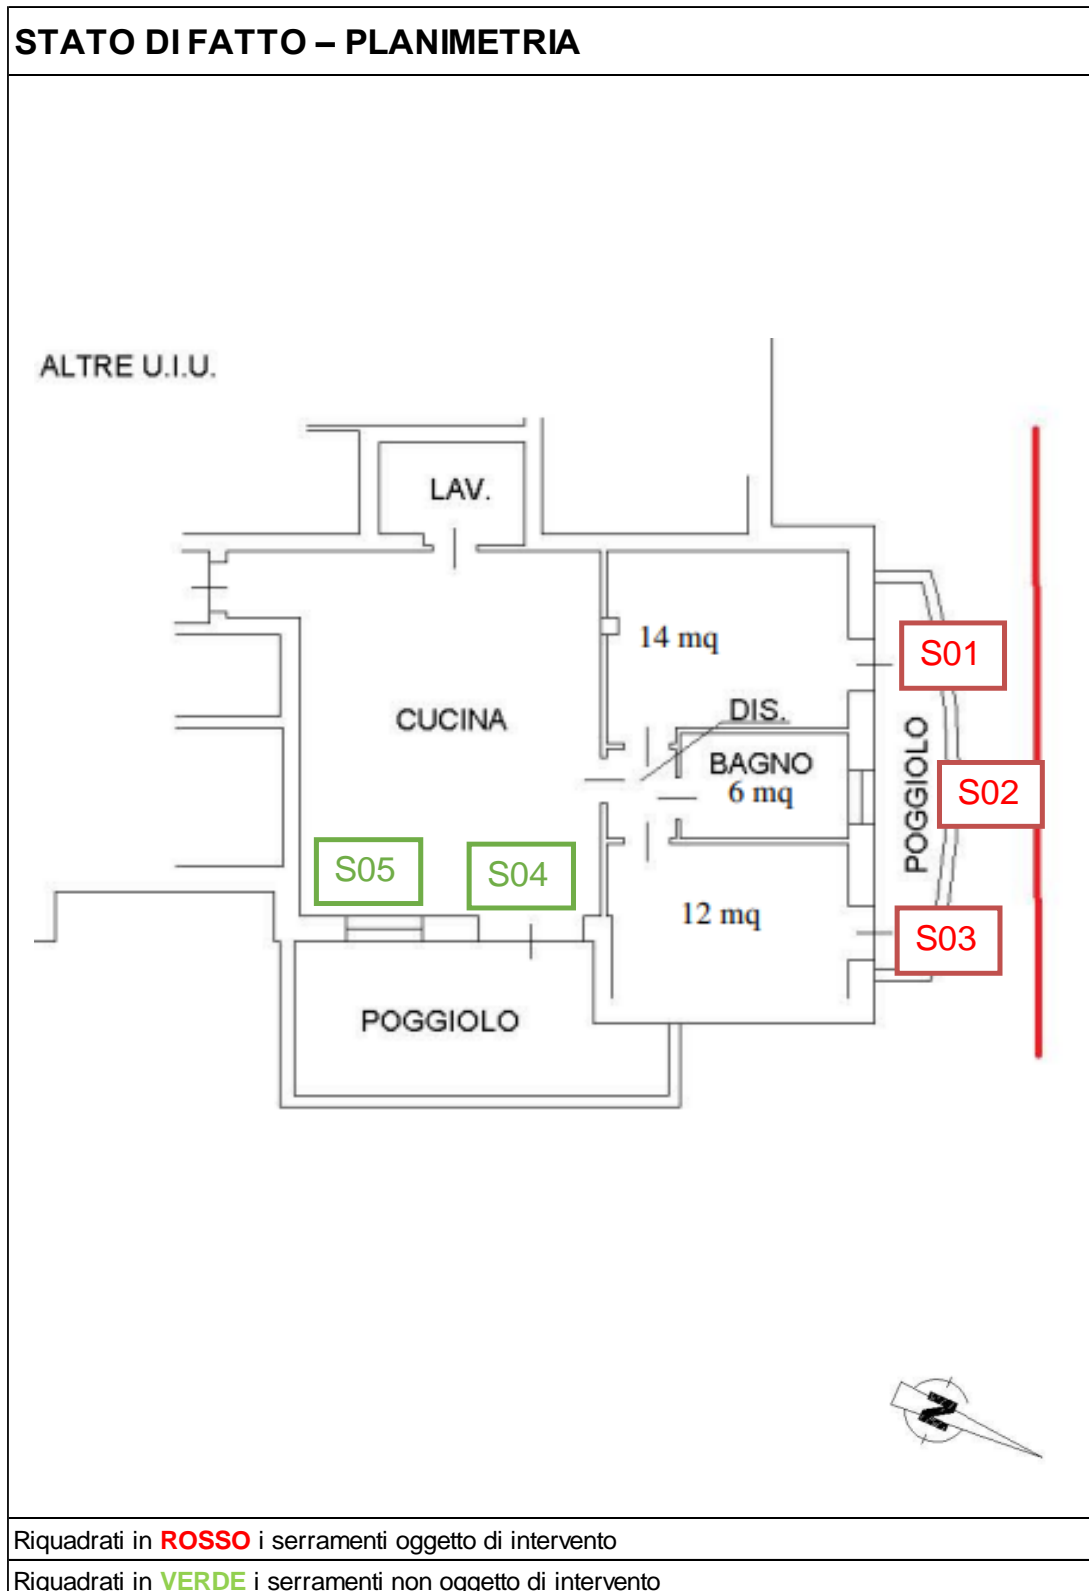 STATO DI FATTO – PLANIMETRIA
ALTRE U.I.U.
LAV.
14 mq
S01
CUCINA
DIS.
BAGNO
6 mq
POGGIOLO
S02
S05
S04
12 mq
S03
POGGIOLO
N
Riquadrati in ROSSO i serramenti oggetto di intervento
Riquadrati in VERDE i serramenti non oggetto di intervento